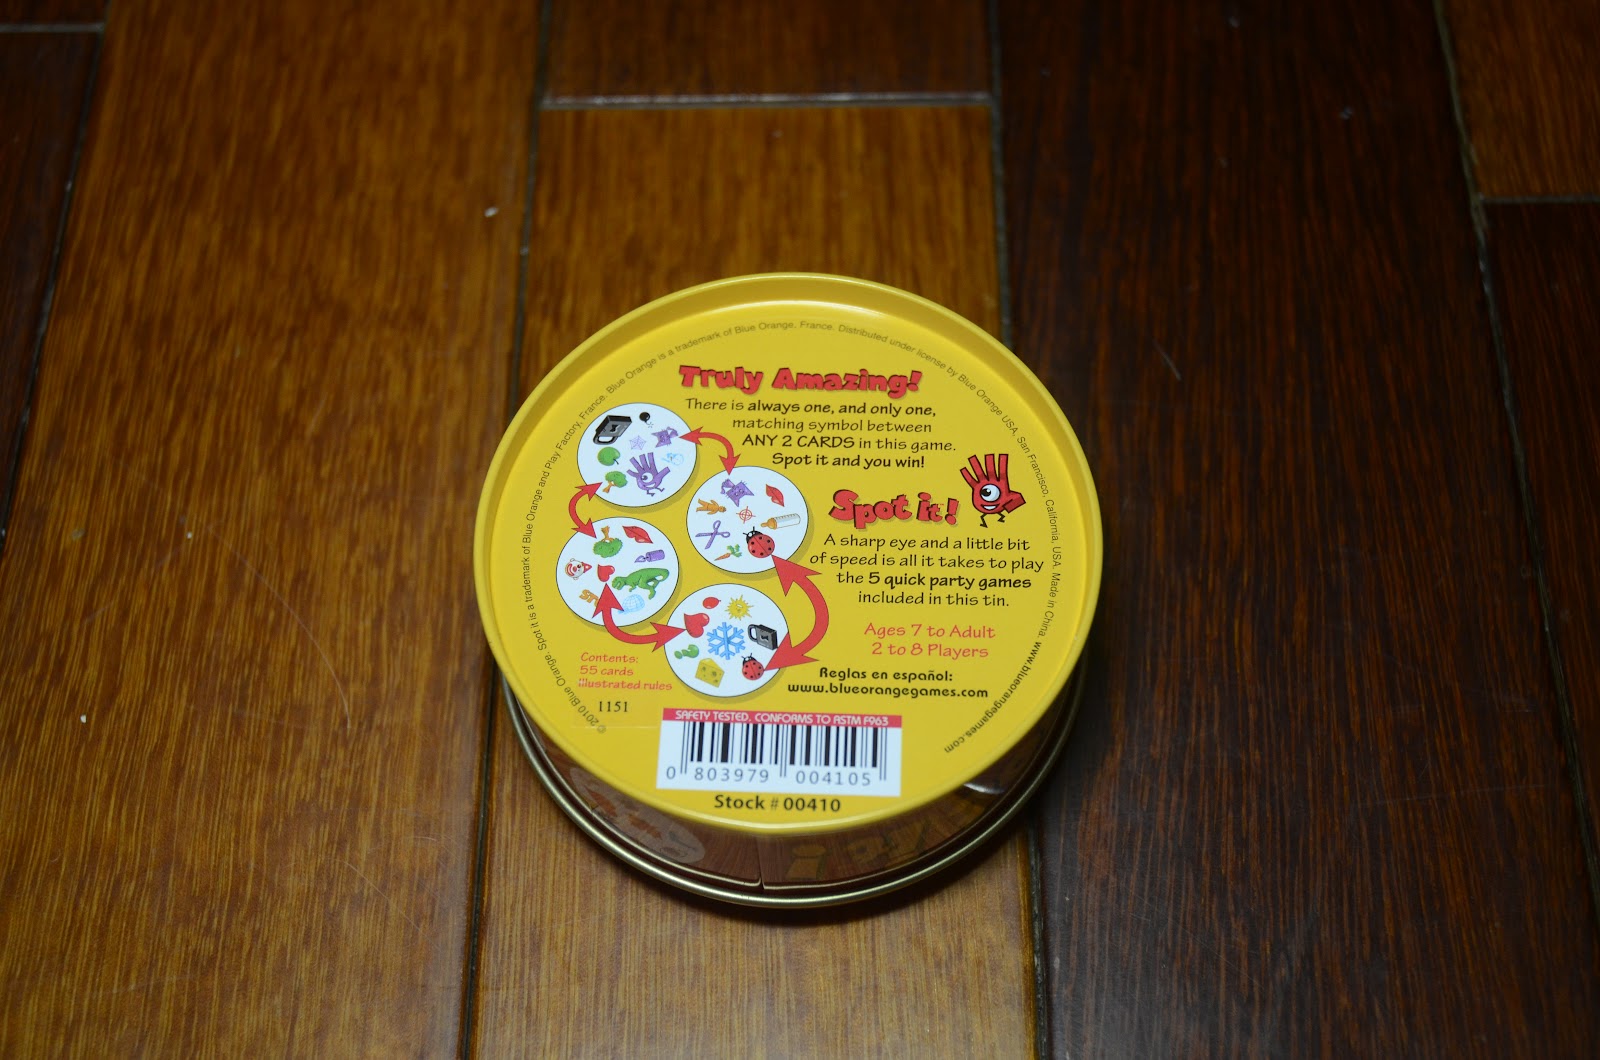 © 2010 Blue Orange. Spot it is a trademark of Blue Orange and Play Factory, France. Blue Orange is a trademark of Blue Orange, France. Distributed under license by Blue Orange USA, San Francisco, California, USA. Made in China. www.blueorangegames.com
Truly Amazing!
There is always one, and only one,
matching symbol between
ANY 2 CARDS in this game.
Spot it and you win!
Spot it!
A sharp eye and a little bit
of speed is all it takes to play
the 5 quick party games
included in this tin.
Ages 7 to Adult
2 to 8 Players
Contents:
55 cards
illustrated rules
Reglas en español:
www.blueorangegames.com
1151
SAFETY TESTED, CONFORMS TO ASTM F963
0 803979 004105
Stock # 00410